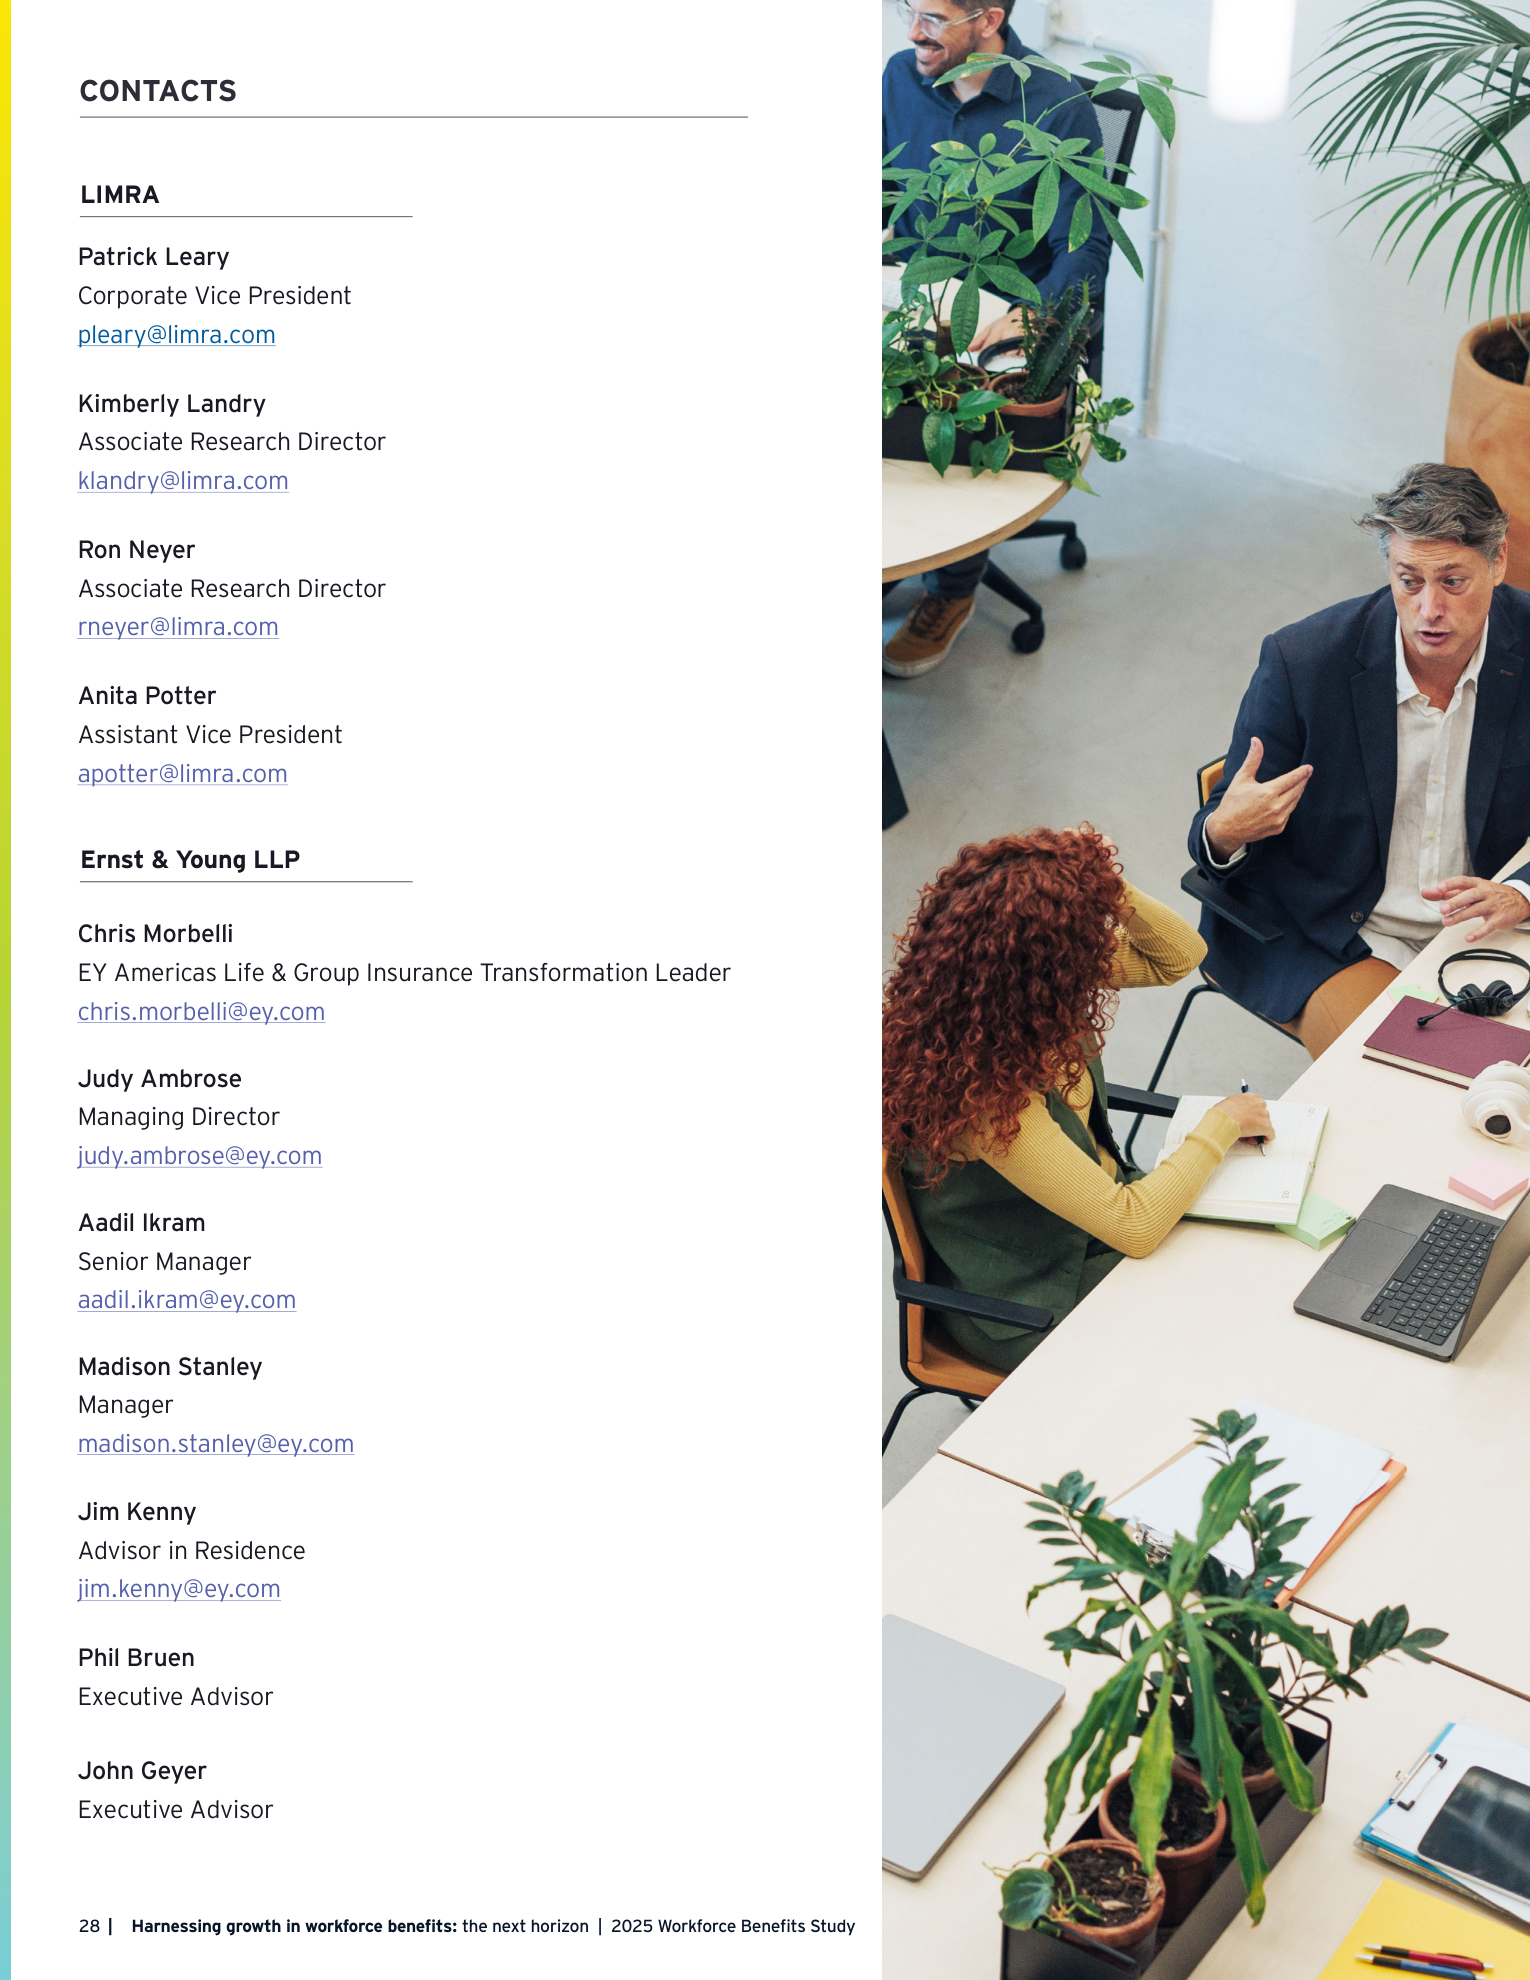 CONTACTS
LIMRA
Patrick Leary
Corporate Vice President
pleary@limra.com
Kimberly Landry
Associate Research Director
klandry@limra.com
Ron Neyer
Associate Research Director
rneyer@limra.com
Anita Potter
Assistant Vice President
apotter@limra.com
Ernst & Young LLP
Chris Morbelli
EY Americas Life & Group Insurance Transformation Leader
chris.morbelli@ey.com
Judy Ambrose
Managing Director
judy.ambrose@ey.com
Aadil Ikram
Senior Manager
aadil.ikram@ey.com
Madison Stanley
Manager
madison.stanley@ey.com
Jim Kenny
Advisor in Residence
jim.kenny@ey.com
Phil Bruen
Executive Advisor
John Geyer
Executive Advisor
28 | Harnessing growth in workforce benefits: the next horizon | 2025 Workforce Benefits Study